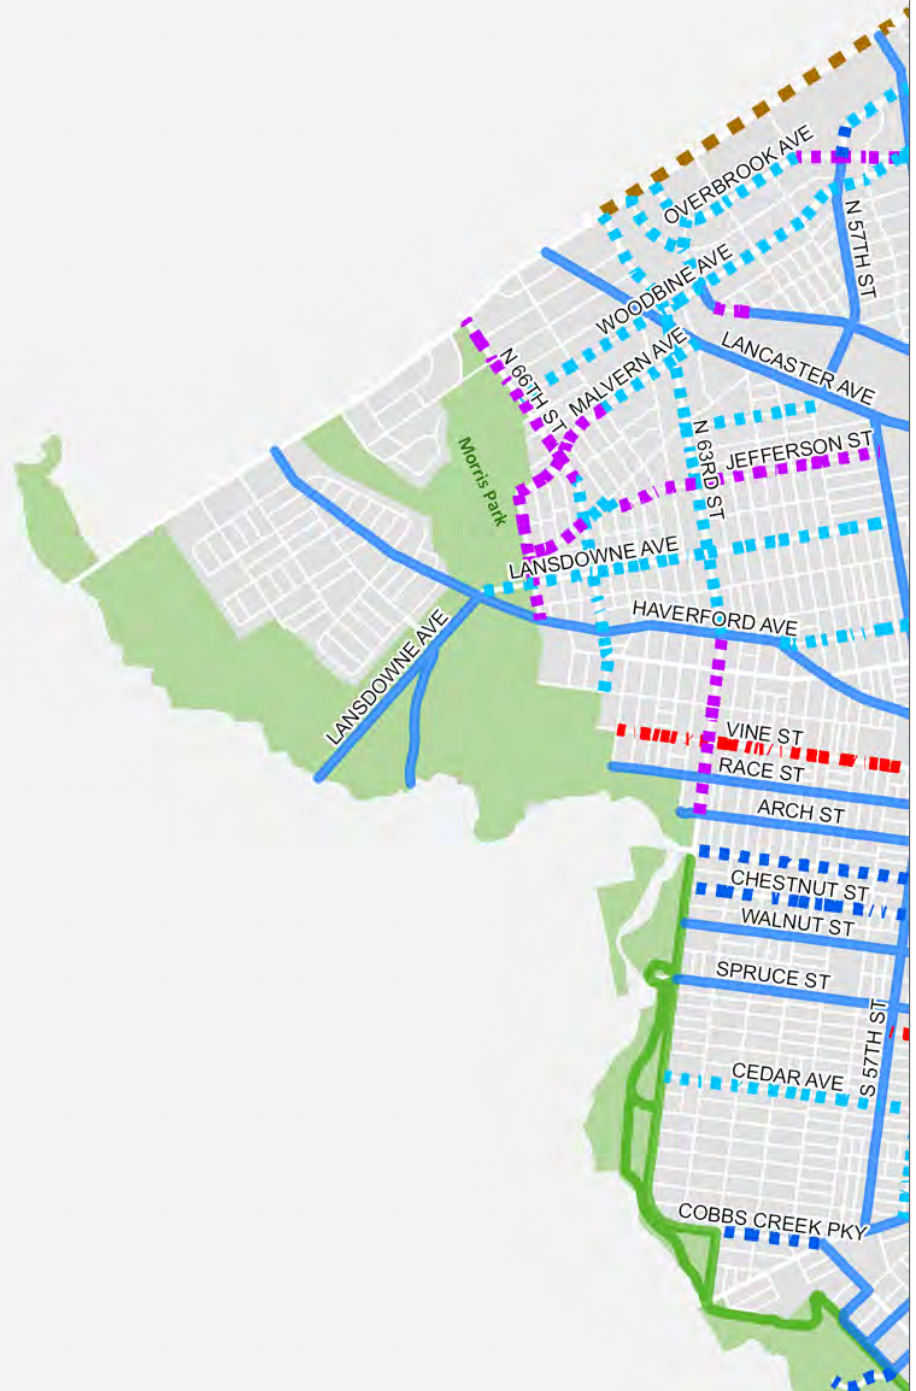 OVERBROOK AVE
N 57TH ST
WOODBINE AVE
LANCASTER AVE
MALVERN AVE
N 66TH ST
N 63RD ST
JEFFERSON ST
Morris Park
LANSDOWNE AVE
HAVERFORD AVE
LANSDOWNE AVE
VINE ST
RACE ST
ARCH ST
CHESTNUT ST
WALNUT ST
SPRUCE ST
S 57TH ST
CEDAR AVE
COBBS CREEK PKY